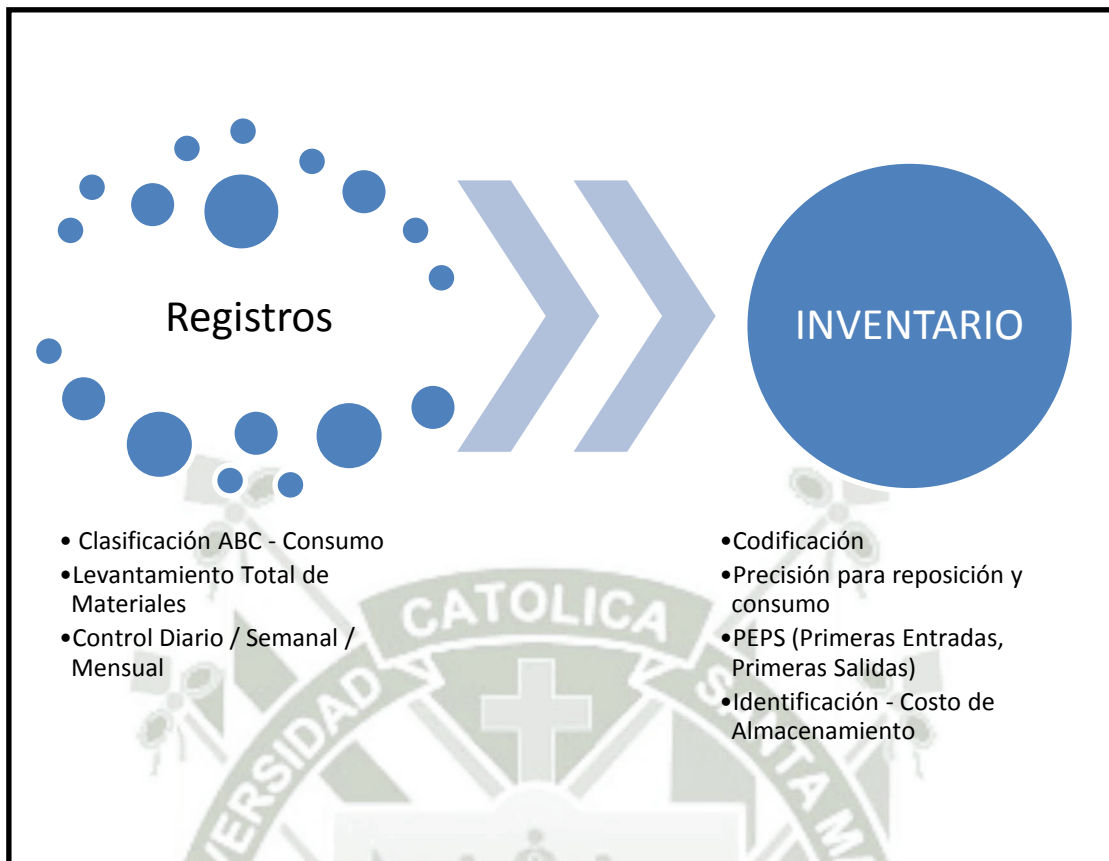 Registros
INVENTARIO
• Clasificación ABC - Consumo
•Levantamiento Total de
Materiales
•Control Diario / Semanal /
Mensual
•Codificación
•Precisión para reposición y
consumo
•PEPS (Primeras Entradas,
Primeras Salidas)
•Identificación - Costo de
Almacenamiento
CATOLICA